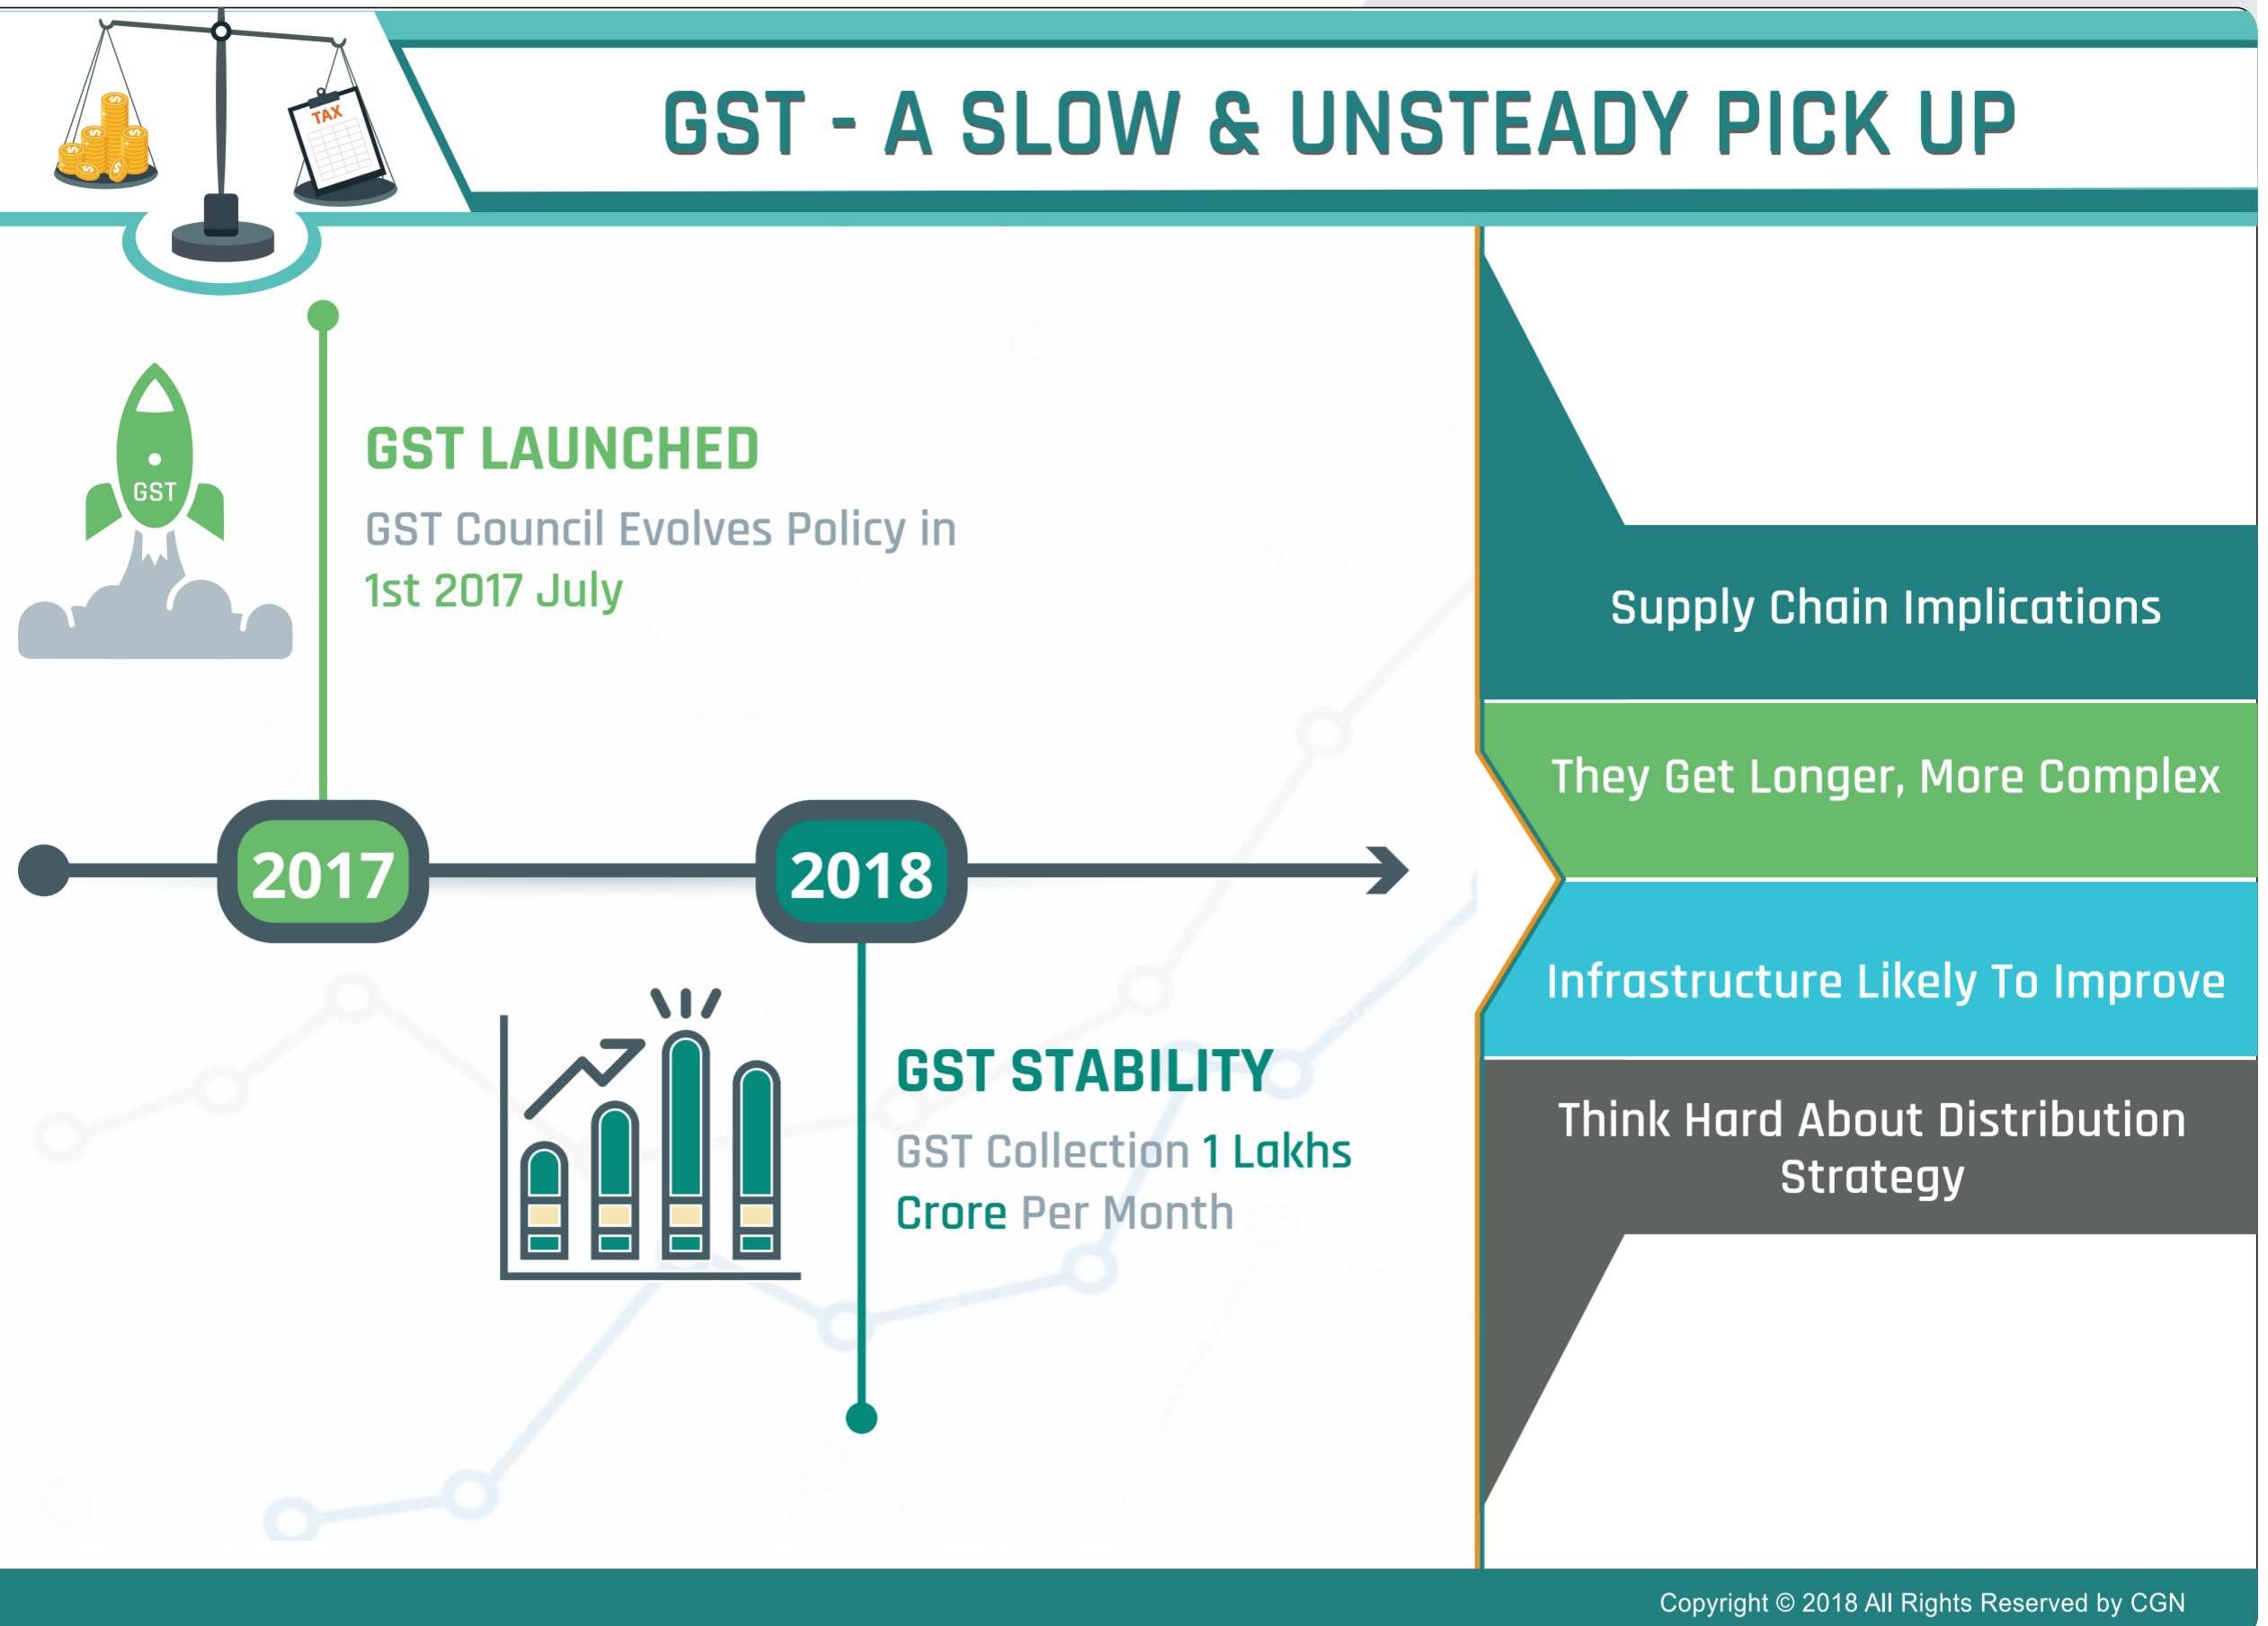 TAX
GST - A SLOW & UNSTEADY PICK UP
GST
GST LAUNCHED
GST Council Evolves Policy in
1st 2017 July
2017
2018
GST STABILITY
GST Collection 1 Lakhs
Crore Per Month
Supply Chain Implications
They Get Longer, More Complex
Infrastructure Likely To Improve
Think Hard About Distribution
Strategy
Copyright © 2018 All Rights Reserved by CGN